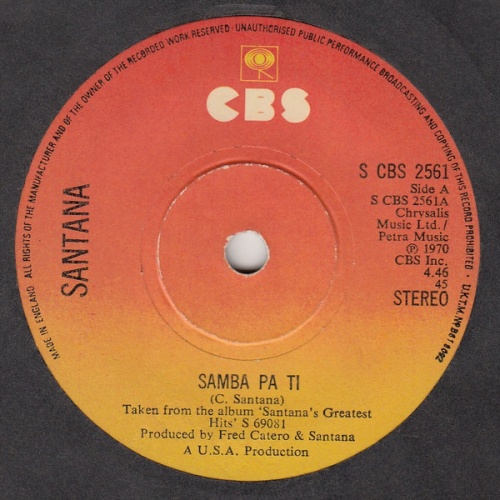 ALL RIGHTS OF THE MANUFACTURER AND OF THE OWNER OF THE RECORDED WORK RESERVED · UNAUTHORISED PUBLIC PERFORMANCE BROADCASTING AND COPYING OF THIS RECORD PROHIBITED · U.K.T.M. Nº B618092
MADE IN ENGLAND
CBS
SANTANA
S CBS 2561
Side A
S CBS 2561A
Chrysalis
Music Ltd./
Petra Music
℗ 1970
CBS Inc.
4.46
45
STEREO
SAMBA PA TI
(C. Santana)
Taken from the album 'Santana's Greatest
Hits' S 69081
Produced by Fred Catero & Santana
A U.S.A. Production